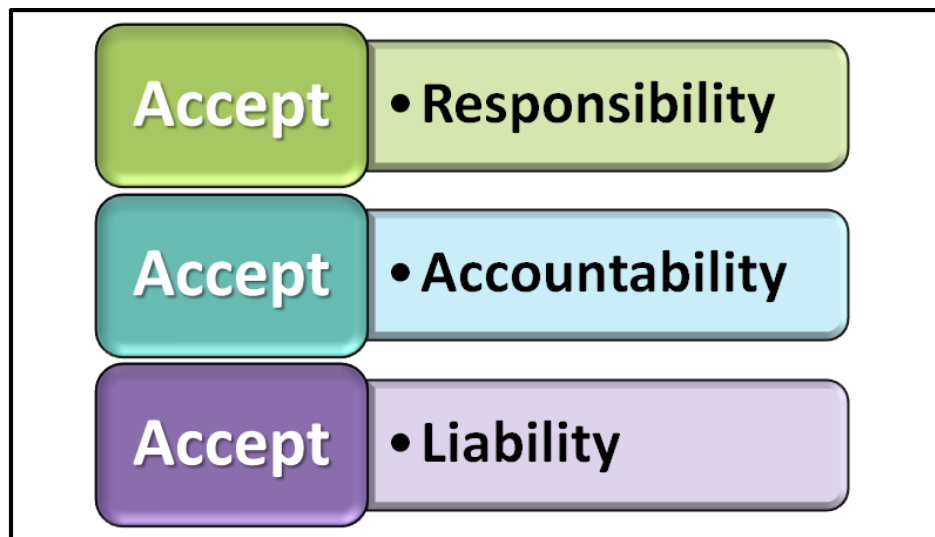 Accept • Responsibility
Accept • Accountability
Accept • Liability